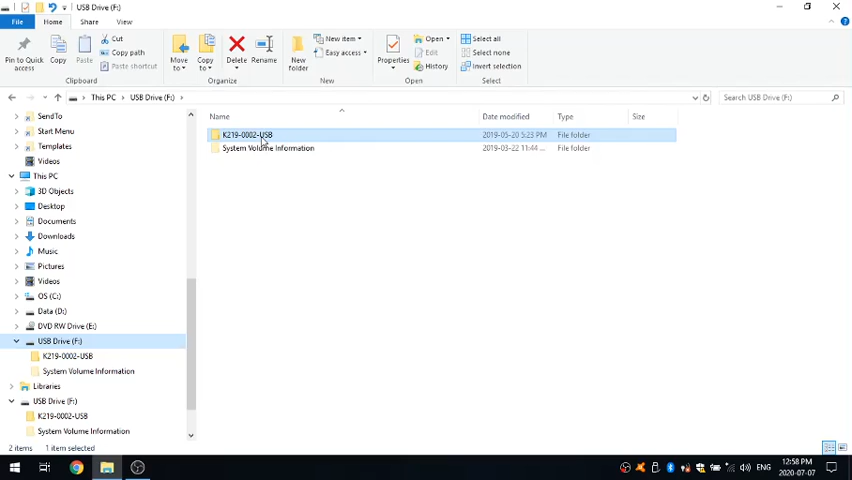 USB Drive (F:)
File Home Share View
Pin to Quick access
Copy
Paste
Cut
Copy path
Paste shortcut
Clipboard
Move to
Copy to
Delete
Rename
Organize
New folder
New item
Easy access
New
Properties
Open
Edit
History
Open
Select all
Select none
Invert selection
Select
This PC > USB Drive (F:) >
Search USB Drive (F:)
SendTo
Start Menu
Templates
Videos
This PC
3D Objects
Desktop
Documents
Downloads
Music
Pictures
Videos
OS (C:)
Data (D:)
DVD RW Drive (E:)
USB Drive (F:)
K219-0002-USB
System Volume Information
Libraries
USB Drive (F:)
K219-0002-USB
System Volume Information
Name Date modified Type Size
K219-0002-USB 2019-05-20 5:23 PM File folder
System Volume Information 2019-03-22 11:44 ... File folder
2 items 1 item selected
ENG
12:58 PM
2020-07-07